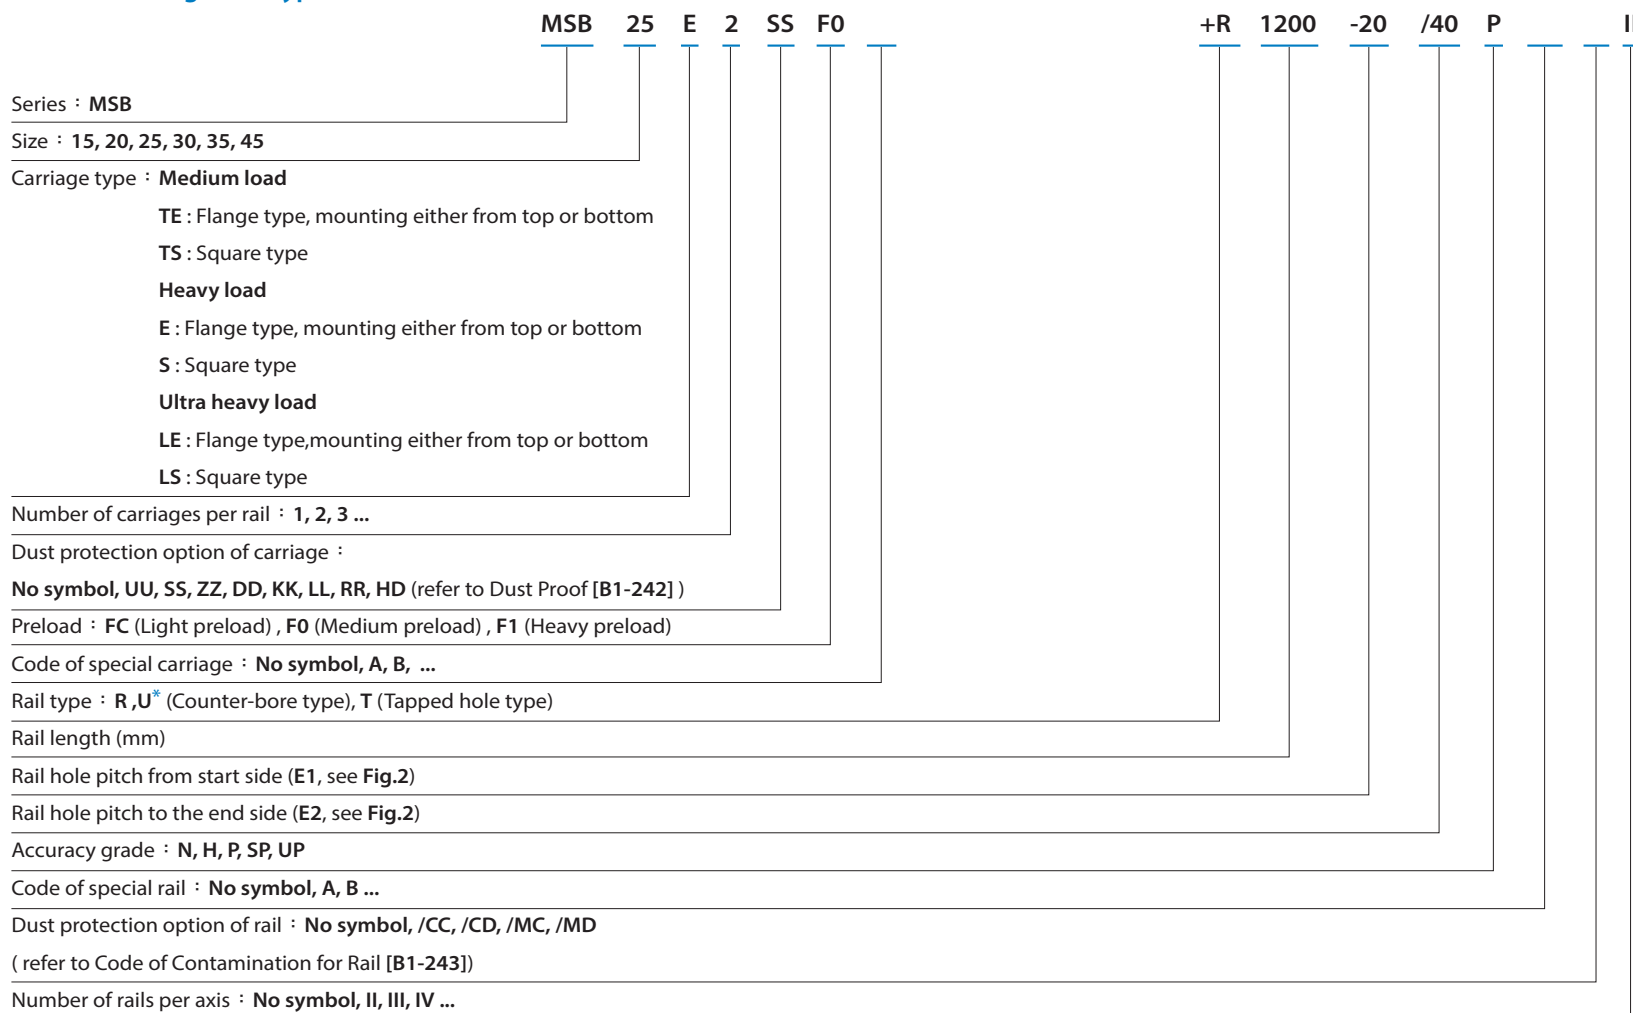 MSB 25 E 2 SS F0 +R 1200 -20 /40 P
Series : MSB
Size : 15, 20, 25, 30, 35, 45
Carriage type : Medium load
TE : Flange type, mounting either from top or bottom
TS : Square type
Heavy load
E : Flange type, mounting either from top or bottom
S : Square type
Ultra heavy load
LE : Flange type,mounting either from top or bottom
LS : Square type
Number of carriages per rail : 1, 2, 3 ...
Dust protection option of carriage :
No symbol, UU, SS, ZZ, DD, KK, LL, RR, HD (refer to Dust Proof [B1-242] )
Preload : FC (Light preload) , F0 (Medium preload) , F1 (Heavy preload)
Code of special carriage : No symbol, A, B, ...
Rail type : R ,U* (Counter-bore type), T (Tapped hole type)
Rail length (mm)
Rail hole pitch from start side (E1, see Fig.2)
Rail hole pitch to the end side (E2, see Fig.2)
Accuracy grade : N, H, P, SP, UP
Code of special rail : No symbol, A, B ...
Dust protection option of rail : No symbol, /CC, /CD, /MC, /MD
( refer to Code of Contamination for Rail [B1-243])
Number of rails per axis : No symbol, II, III, IV ...